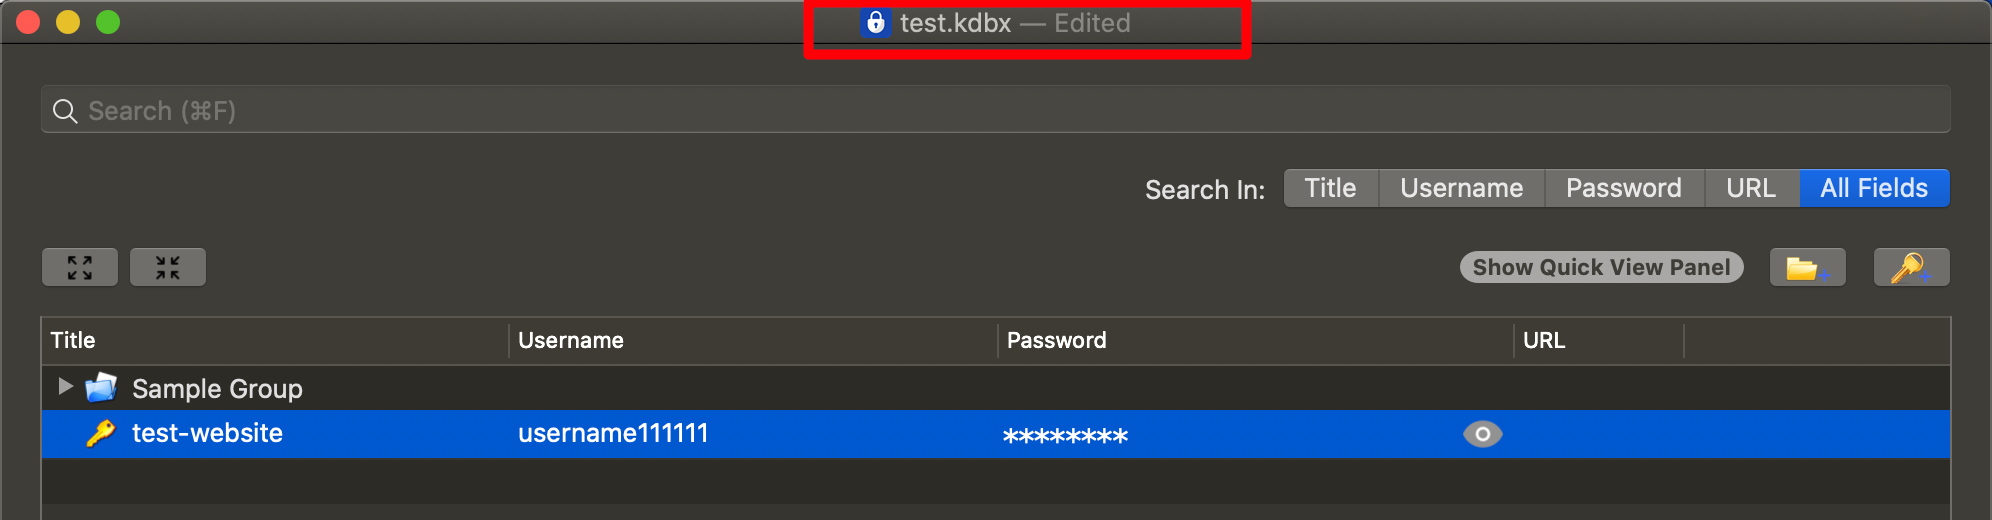 test.kdbx — Edited
Search (⌘F)
Search In: Title Username Password URL All Fields
Show Quick View Panel
Title Username Password URL
Sample Group
test-website username111111 ********